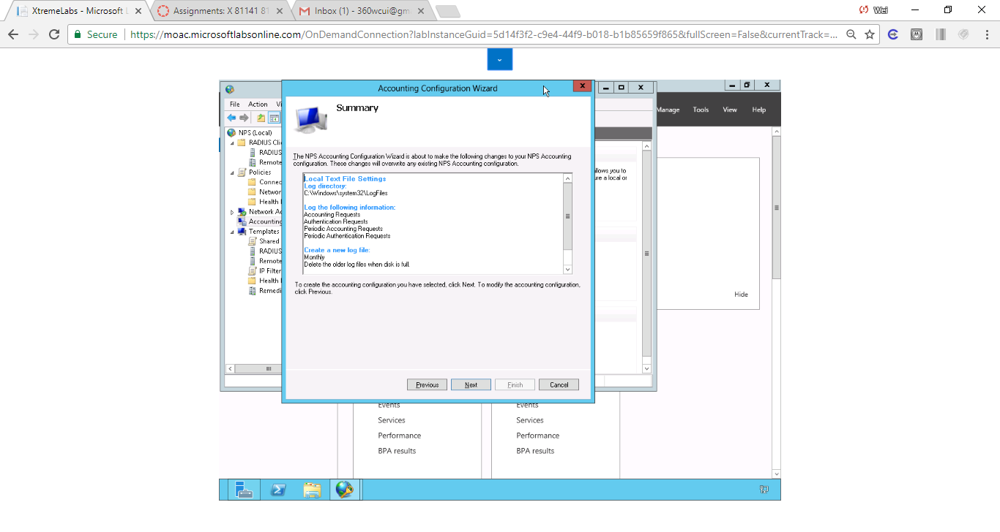 XtremeLabs - Microsoft L
Assignments: X 81141 81
Inbox (1) - 360wcui@gm
Wei
Secure
https://moac.microsoftlabsonline.com/OnDemandConnection?labInstanceGuid=5d14f3f2-c9e4-44f9-b018-b1b85659f865&fullScreen=False&currentTrack=...
Accounting Configuration Wizard
File Action Vi
Manage Tools View Help
Summary
NPS (Local)
RADIUS Clie
RADIUS
Remote
Policies
Connec
Networ
Health
Network Ac
Accounting
Templates
Shared
RADIUS
Remote
IP Filter
Health
Remedi
The NPS Accounting Configuration Wizard is about to make the following changes to your NPS Accounting
configuration. These changes will overwrite any existing NPS Accounting configuration.
Local Text File Settings
Log directory:
C:\Windows\system32\LogFiles
Log the following information:
Accounting Requests
Authentication Requests
Periodic Accounting Requests
Periodic Authentication Requests
Create a new log file:
Monthly
Delete the older log files when disk is full.
To create the accounting configuration you have selected, click Next. To modify the accounting configuration,
click Previous.
llows you to
ure a local or
Hide
Previous Next Finish Cancel
Events Events
Services Services
Performance Performance
BPA results BPA results